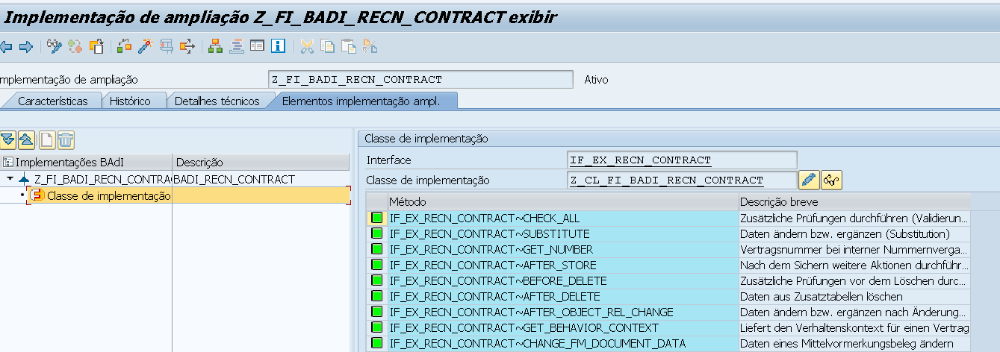 Implementação de ampliação Z_FI_BADI_RECN_CONTRACT exibir
mplementação de ampliação Z_FI_BADI_RECN_CONTRACT Ativo
Características Histórico Detalhes técnicos Elementos implementação ampl.
Classe de implementação
Implementações BAdI Descrição
Z_FI_BADI_RECN_CONTRA BADI_RECN_CONTRACT
Classe de implementação
Interface IF_EX_RECN_CONTRACT
Classe de implementação Z_CL_FI_BADI_RECN_CONTRACT
Método Descrição breve
IF_EX_RECN_CONTRACT~CHECK_ALL Zusätzliche Prüfungen durchführen (Validierun...
IF_EX_RECN_CONTRACT~SUBSTITUTE Daten ändern bzw. ergänzen (Substitution)
IF_EX_RECN_CONTRACT~GET_NUMBER Vertragsnummer bei interner Nummernverga...
IF_EX_RECN_CONTRACT~AFTER_STORE Nach dem Sichern weitere Aktionen durchführ...
IF_EX_RECN_CONTRACT~BEFORE_DELETE Zusätzliche Prüfungen vor dem Löschen durc...
IF_EX_RECN_CONTRACT~AFTER_DELETE Daten aus Zusatztabellen löschen
IF_EX_RECN_CONTRACT~AFTER_OBJECT_REL_CHANGE Daten ändern bzw. ergänzen nach Änderung...
IF_EX_RECN_CONTRACT~GET_BEHAVIOR_CONTEXT Liefert den Verhaltenskontext für einen Vertrag
IF_EX_RECN_CONTRACT~CHANGE_FM_DOCUMENT_DATA Daten eines Mittelvormerkungsbeleg ändern